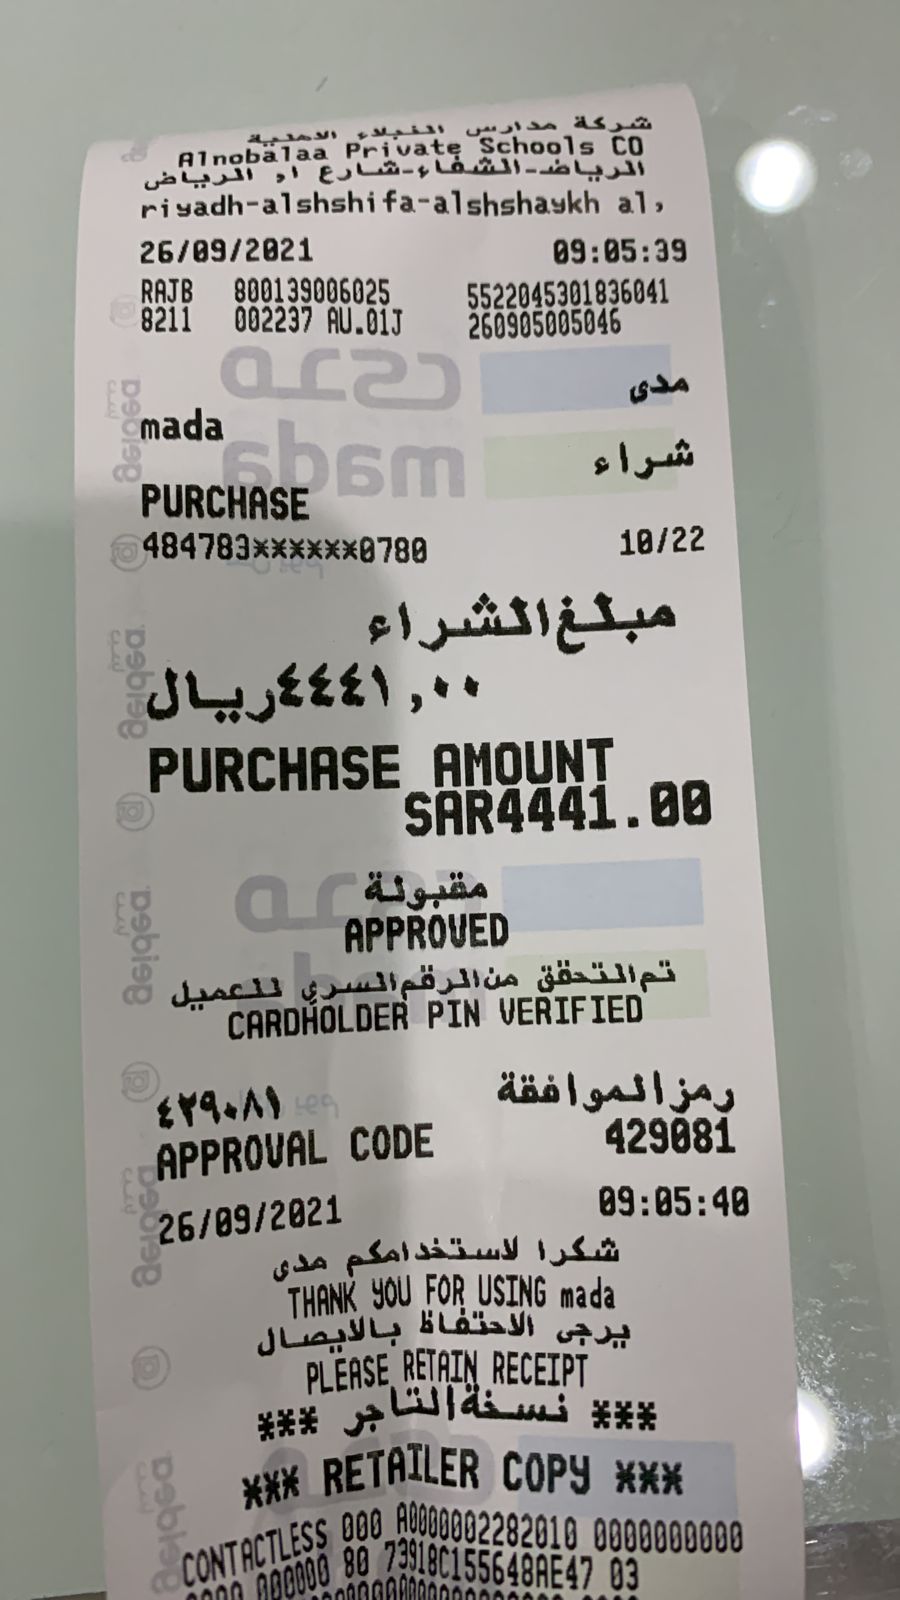 شركة مدارس النبلاء الاهلية
Alnobalaa Private Schools CO
الرياض-الشفاء-شارع ا, الرياض
riyadh-alshshifa-alshshaykh al,
26/09/2021 09:05:39
RAJB 800139006025 5522045301836041
8211 002237 AU.01J 260905005046
مدى
mada
شراء
PURCHASE
484783******0780 10/22
مبلغ الشراء
٤٤٤١,٠٠ ريال
PURCHASE AMOUNT
SAR4441.00
مقبولة
APPROVED
تم التحقق من الرقم السري للعميل
CARDHOLDER PIN VERIFIED
رمز الموافقة ٤٢٩٠٨١
APPROVAL CODE 429081
26/09/2021 09:05:40
شكرا لاستخدامكم مدى
THANK YOU FOR USING mada
يرجى الاحتفاظ بالايصال
PLEASE RETAIN RECEIPT
*** نسخة التاجر ***
*** RETAILER COPY ***
CONTACTLESS 000 A0000002282010 0000000000
000000 80 73918C155648AE47 03